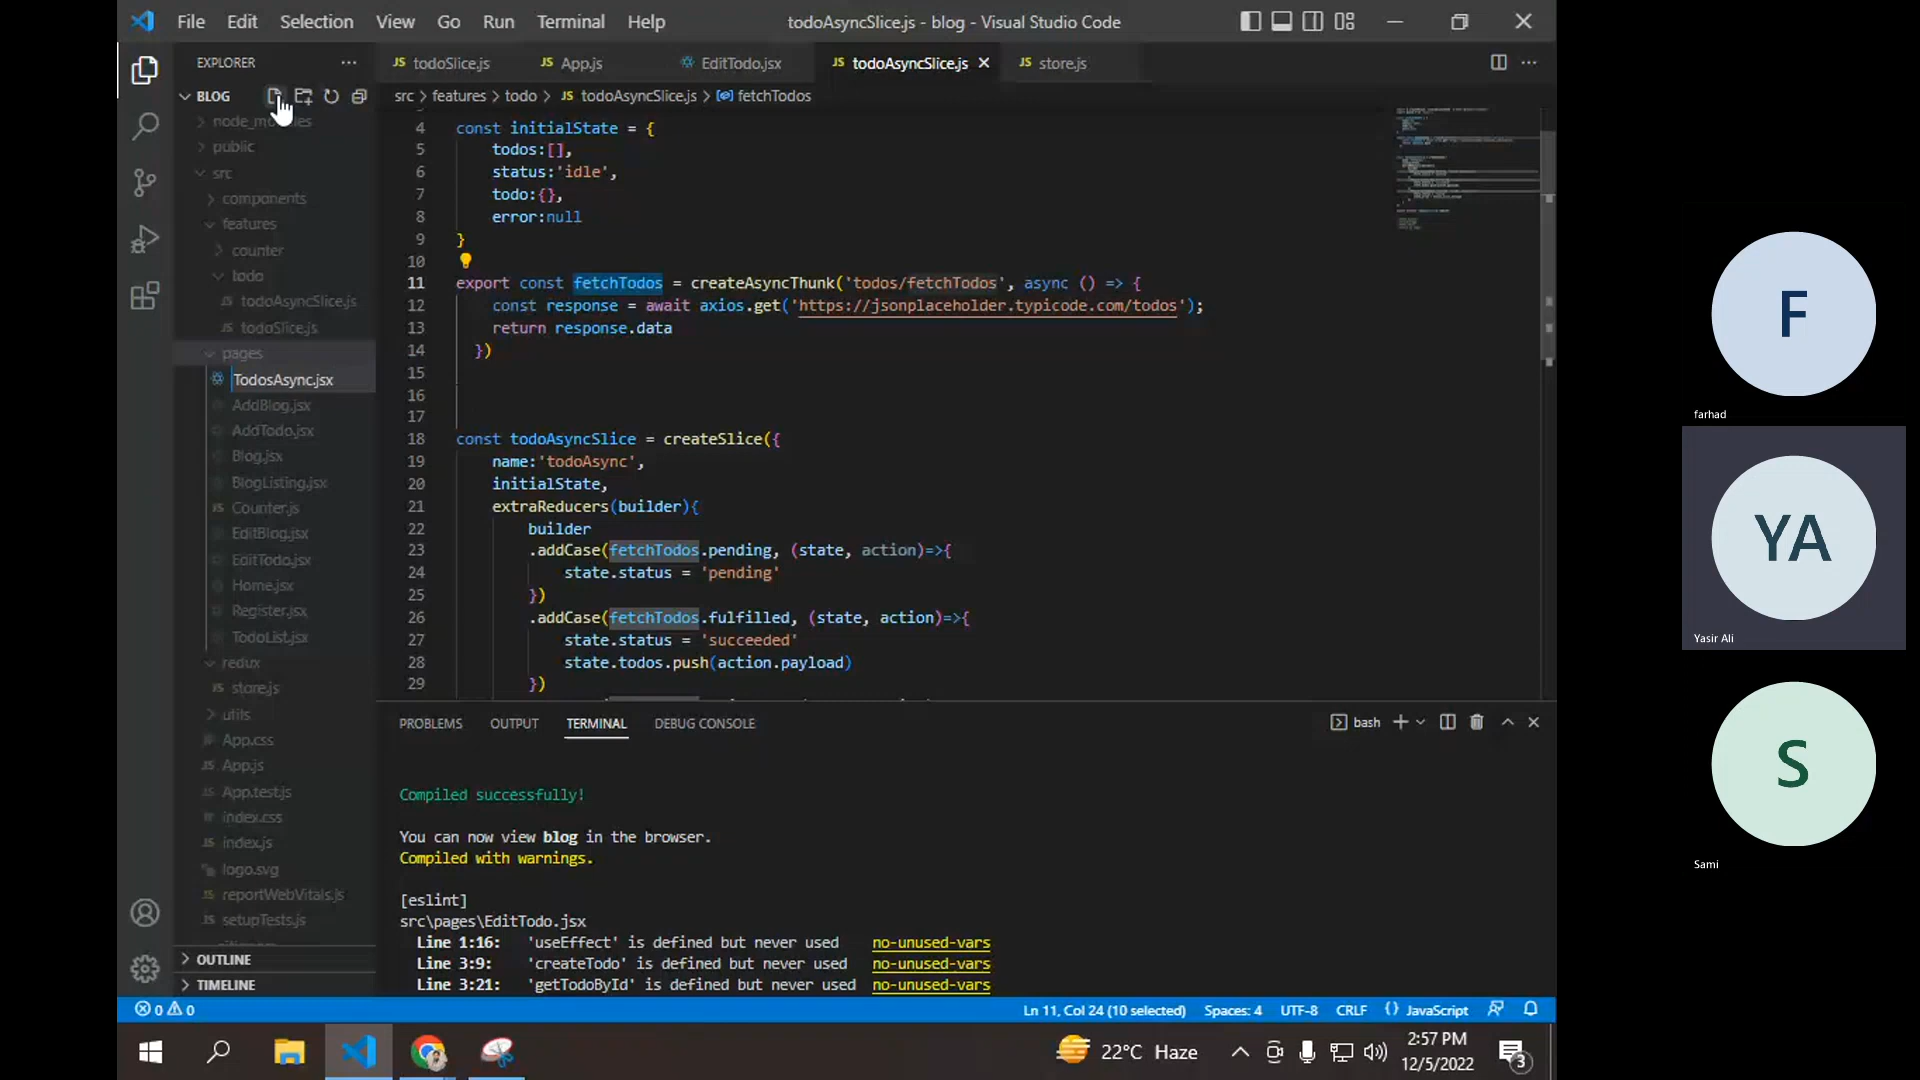 File Edit Selection View Go Run Terminal Help todoAsyncSlice.js - blog - Visual Studio Code
EXPLORER
JS todoSlice.js JS App.js EditTodo.jsx JS todoAsyncSlice.js JS store.js
BLOG
src > features > todo > JS todoAsyncSlice.js > fetchTodos
public
src
components
features
counter
todo
JS todoAsyncSlice.js
JS todoSlice.js
pages
TodosAsync.jsx
AddBlog.jsx
AddTodo.jsx
Blog.jsx
BlogListing.jsx
JS Counter.js
EditBlog.jsx
EditTodo.jsx
Home.jsx
Register.jsx
TodoList.jsx
redux
JS store.js
utils
App.css
JS App.js
App.test.js
index.css
JS index.js
logo.svg
JS reportWebVitals.js
JS setupTests.js
OUTLINE
TIMELINE
4 const initialState = {
5 todos:[],
6 status:'idle',
7 todo:{},
8 error:null
9 }
10
11 export const fetchTodos = createAsyncThunk('todos/fetchTodos', async () => {
12 const response = await axios.get('https://jsonplaceholder.typicode.com/todos');
13 return response.data
14 })
15
16
17
18 const todoAsyncSlice = createSlice({
19 name:'todoAsync',
20 initialState,
21 extraReducers(builder){
22 builder
23 .addCase(fetchTodos.pending, (state, action)=>{
24 state.status = 'pending'
25 })
26 .addCase(fetchTodos.fulfilled, (state, action)=>{
27 state.status = 'succeeded'
28 state.todos.push(action.payload)
29 })
PROBLEMS OUTPUT TERMINAL DEBUG CONSOLE bash
Compiled successfully!
You can now view blog in the browser.
Compiled with warnings.
[eslint]
src\pages\EditTodo.jsx
Line 1:16: 'useEffect' is defined but never used no-unused-vars
Line 3:9: 'createTodo' is defined but never used no-unused-vars
Line 3:21: 'getTodoById' is defined but never used no-unused-vars
0 0 Ln 11, Col 24 (10 selected) Spaces: 4 UTF-8 CRLF {} JavaScript
22°C Haze 2:57 PM
12/5/2022
3
F
farhad
YA
Yasir Ali
S
Sami